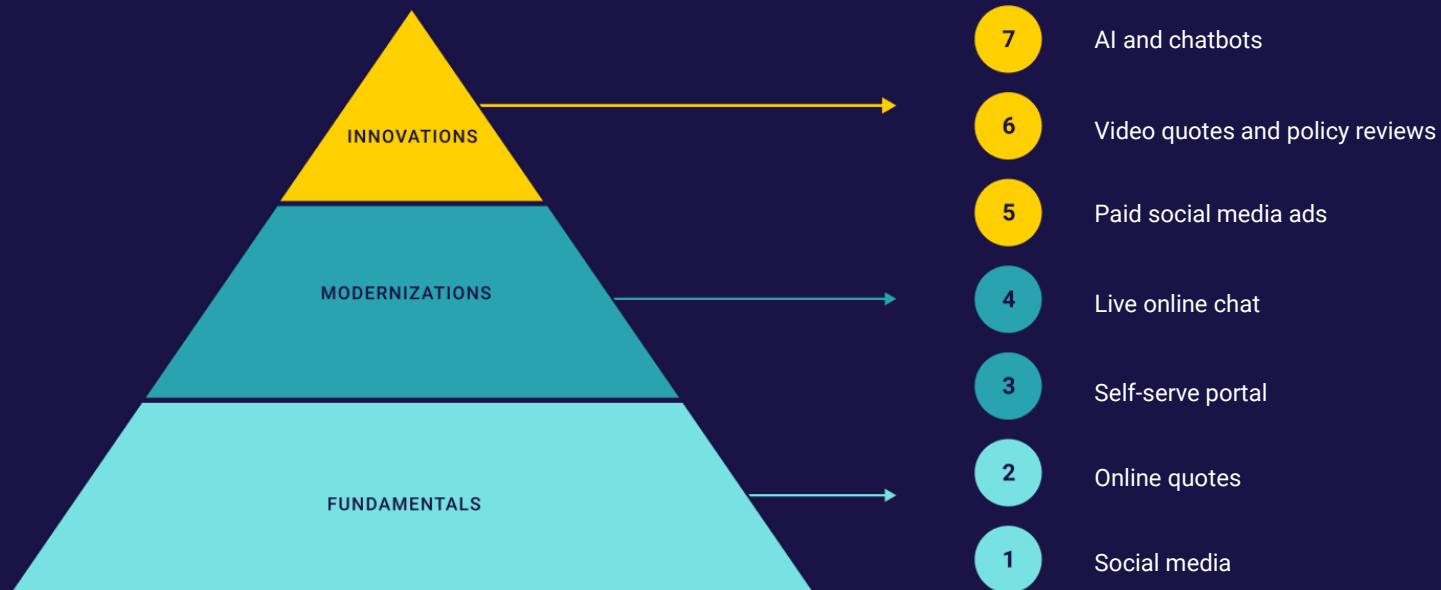 INNOVATIONS
MODERNIZATIONS
FUNDAMENTALS
7 AI and chatbots
6 Video quotes and policy reviews
5 Paid social media ads
4 Live online chat
3 Self-serve portal
2 Online quotes
1 Social media